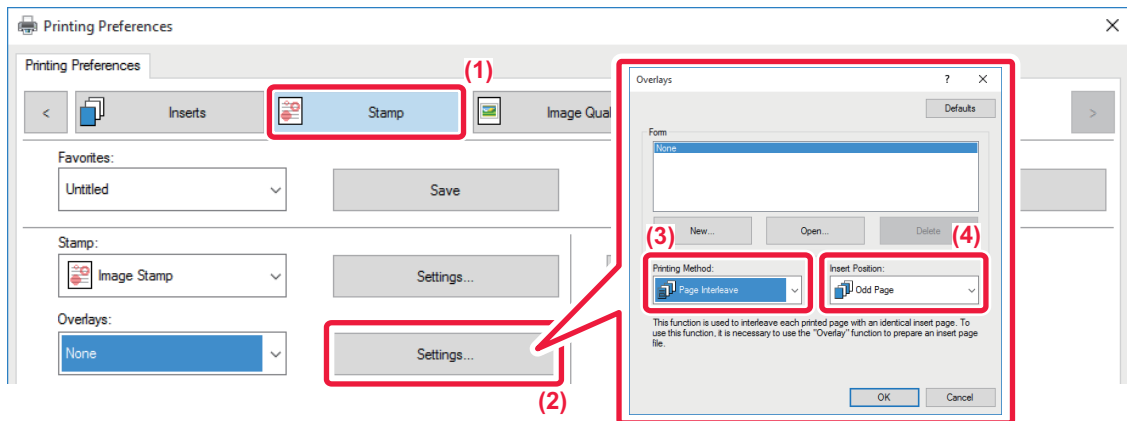 Printing Preferences
Printing Preferences
(1)
< Inserts Stamp Image Qual >
Favorites:
Untitled Save
Stamp:
Image Stamp Settings...
Overlays:
None Settings...
(2)
Overlays ? ×
Defaults
Form
None
New... Open... Delete
(3) (4)
Printing Method: Insert Position:
Page Interleave Odd Page
This function is used to interleave each printed page with an identical insert page. To
use this function, it is necessary to use the "Overlay" function to prepare an insert page
file.
OK Cancel